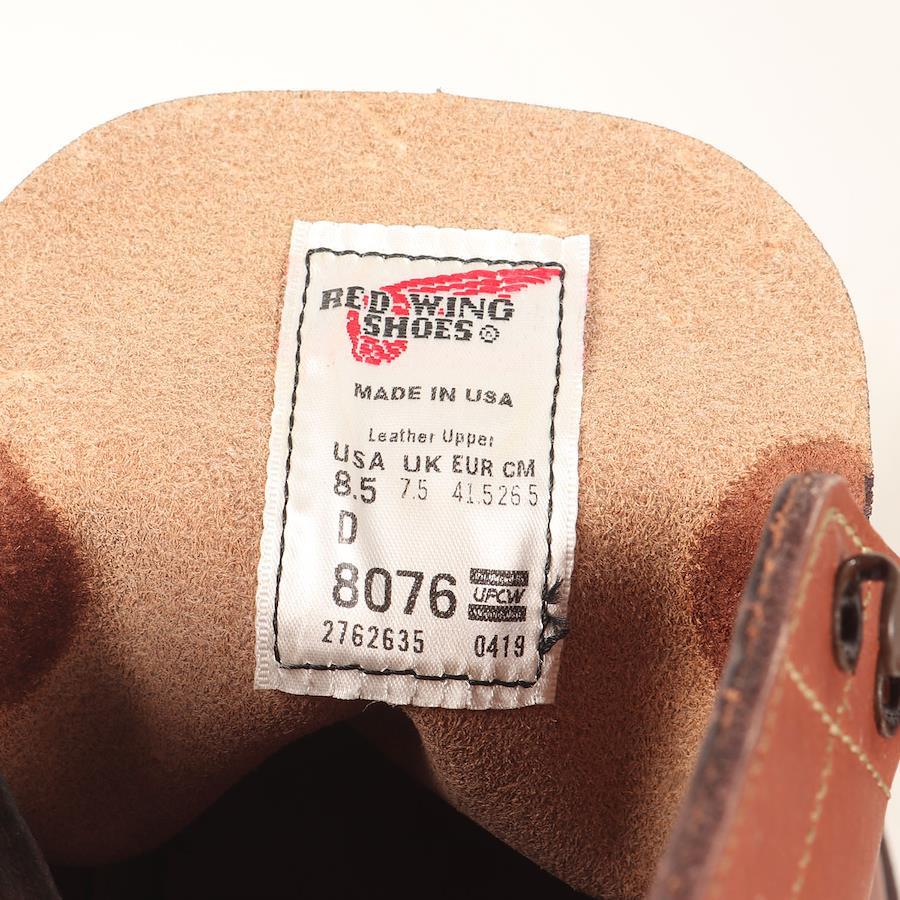 RED WING
SHOES ®
MADE IN USA
Leather Upper
USA UK EUR CM
8.5 7.5 41.5 26.5
D
8076 UFCW
2762635 0419